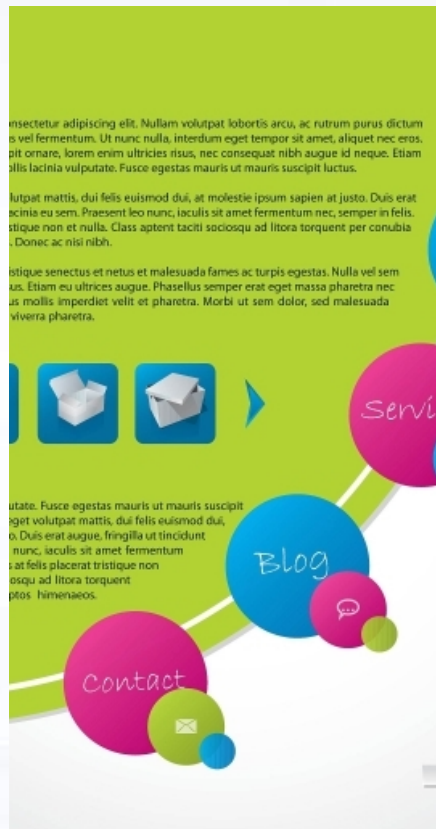 onsectetur adipiscing elit. Nullam volutpat lobortis arcu, ac rutrum purus dictum
vel fermentum. Ut nunc nulla, interdum eget tempor sit amet, aliquet nec eros.
pit ornare, lorem enim ultricies risus, nec consequat nibh augue id neque. Etiam
ollis lacinia vulputate. Fusce egestas mauris ut mauris suscipit luctus.
lutpat mattis, dui felis euismod dui, at molestie ipsum sapien at justo. Duis erat
acinia eu sem. Praesent leo nunc, iaculis sit amet fermentum nec, semper in felis.
stique non et nulla. Class aptent taciti sociosqu ad litora torquent per conubia
. Donec ac nisi nibh.
istique senectus et netus et malesuada fames ac turpis egestas. Nulla vel sem
us. Etiam eu ultrices augue. Phasellus semper erat eget massa pharetra nec
us mollis imperdiet velit et pharetra. Morbi ut sem dolor, sed malesuada
viverra pharetra.
Servi
utate. Fusce egestas mauris ut mauris suscipit
eget volutpat mattis, dui felis euismod dui,
o. Duis erat augue, fringilla ut tincidunt
nunc, iaculis sit amet fermentum
at felis placerat tristique non
osqu ad litora torquent
ptos himenaeos.
Blog
Contact